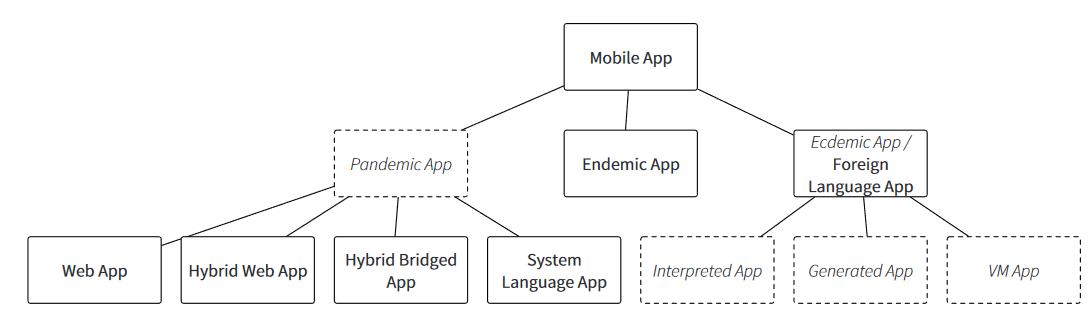 Mobile App
Pandemic App
Endemic App
Ecdemic App /
Foreign
Language App
Web App
Hybrid Web App
Hybrid Bridged
App
System
Language App
Interpreted App
Generated App
VM App